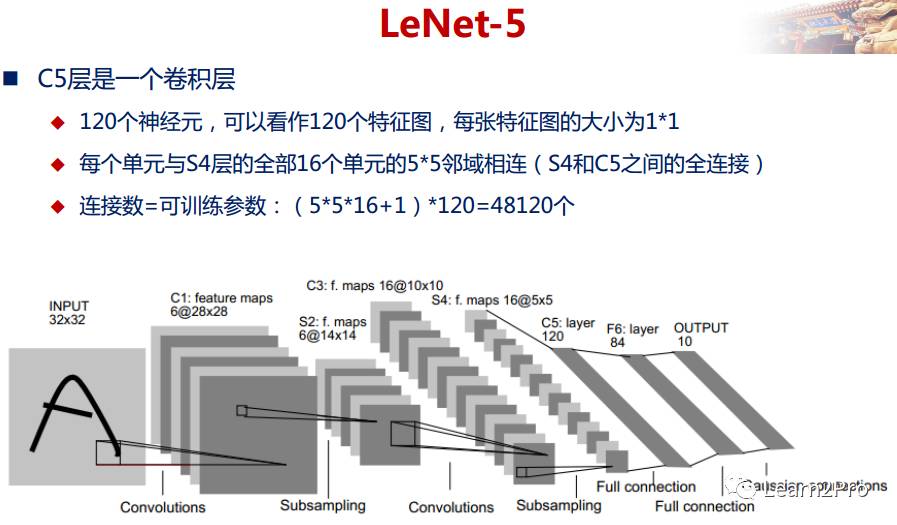 LeNet-5
C5层是一个卷积层
120个神经元，可以看作120个特征图，每张特征图的大小为1*1
每个单元与S4层的全部16个单元的5*5邻域相连（S4和C5之间的全连接）
连接数=可训练参数：（5*5*16+1）*120=48120个
INPUT
32x32
C1: feature maps
6@28x28
C3: f. maps 16@10x10
S2: f. maps
6@14x14
S4: f. maps 16@5x5
C5: layer
120
F6: layer
84
OUTPUT
10
Convolutions
Subsampling
Convolutions
Subsampling
Full connection
Full connection
Gaussian connections
Learn2Pro